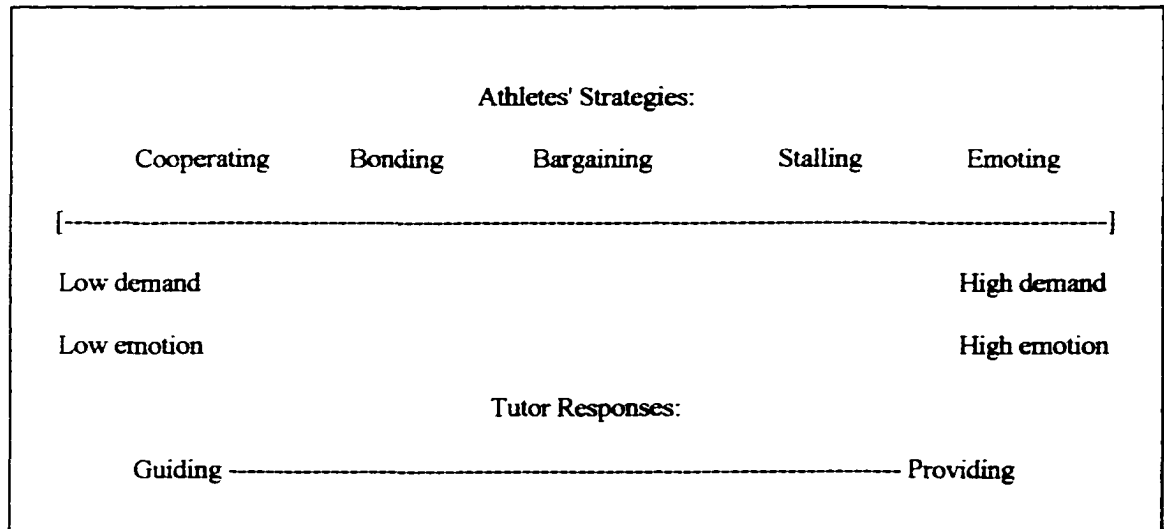 Athletes' Strategies:
Cooperating Bonding Bargaining Stalling Emoting
[---------------------------------------------------------------------------------------------------]
Low demand High demand
Low emotion High emotion
Tutor Responses:
Guiding ---------------------------------------------------------------- Providing